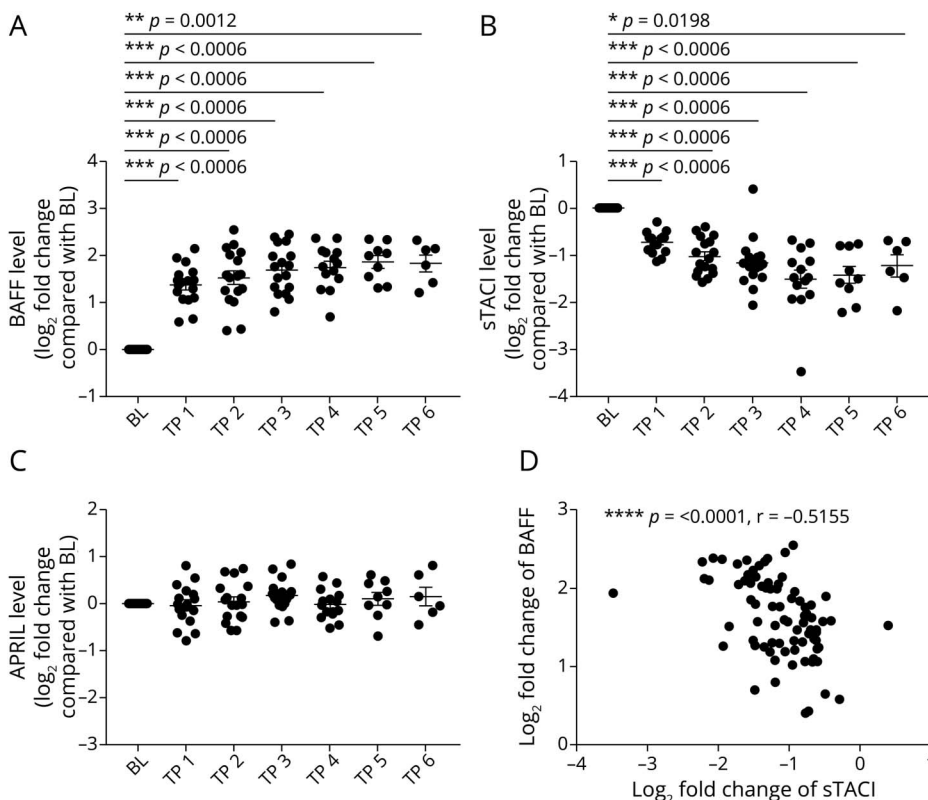 A
** p = 0.0012
*** p < 0.0006
*** p < 0.0006
*** p < 0.0006
*** p < 0.0006
*** p < 0.0006
BAFF level
(log2 fold change
compared with BL)
4
3
2
1
0
–1
BL
TP 1
TP 2
TP 3
TP 4
TP 5
TP 6
B
* p = 0.0198
*** p < 0.0006
*** p < 0.0006
*** p < 0.0006
*** p < 0.0006
*** p < 0.0006
sTACI level
(log2 fold change
compared with BL)
1
0
–1
–2
–3
–4
BL
TP 1
TP 2
TP 3
TP 4
TP 5
TP 6
C
APRIL level
(log2 fold change
compared with BL)
2
1
0
–1
–2
–3
BL
TP 1
TP 2
TP 3
TP 4
TP 5
TP 6
D
**** p = <0.0001, r = –0.5155
Log2 fold change of BAFF
3
2
1
0
–4
–3
–2
–1
0
1
Log2 fold change of sTACI